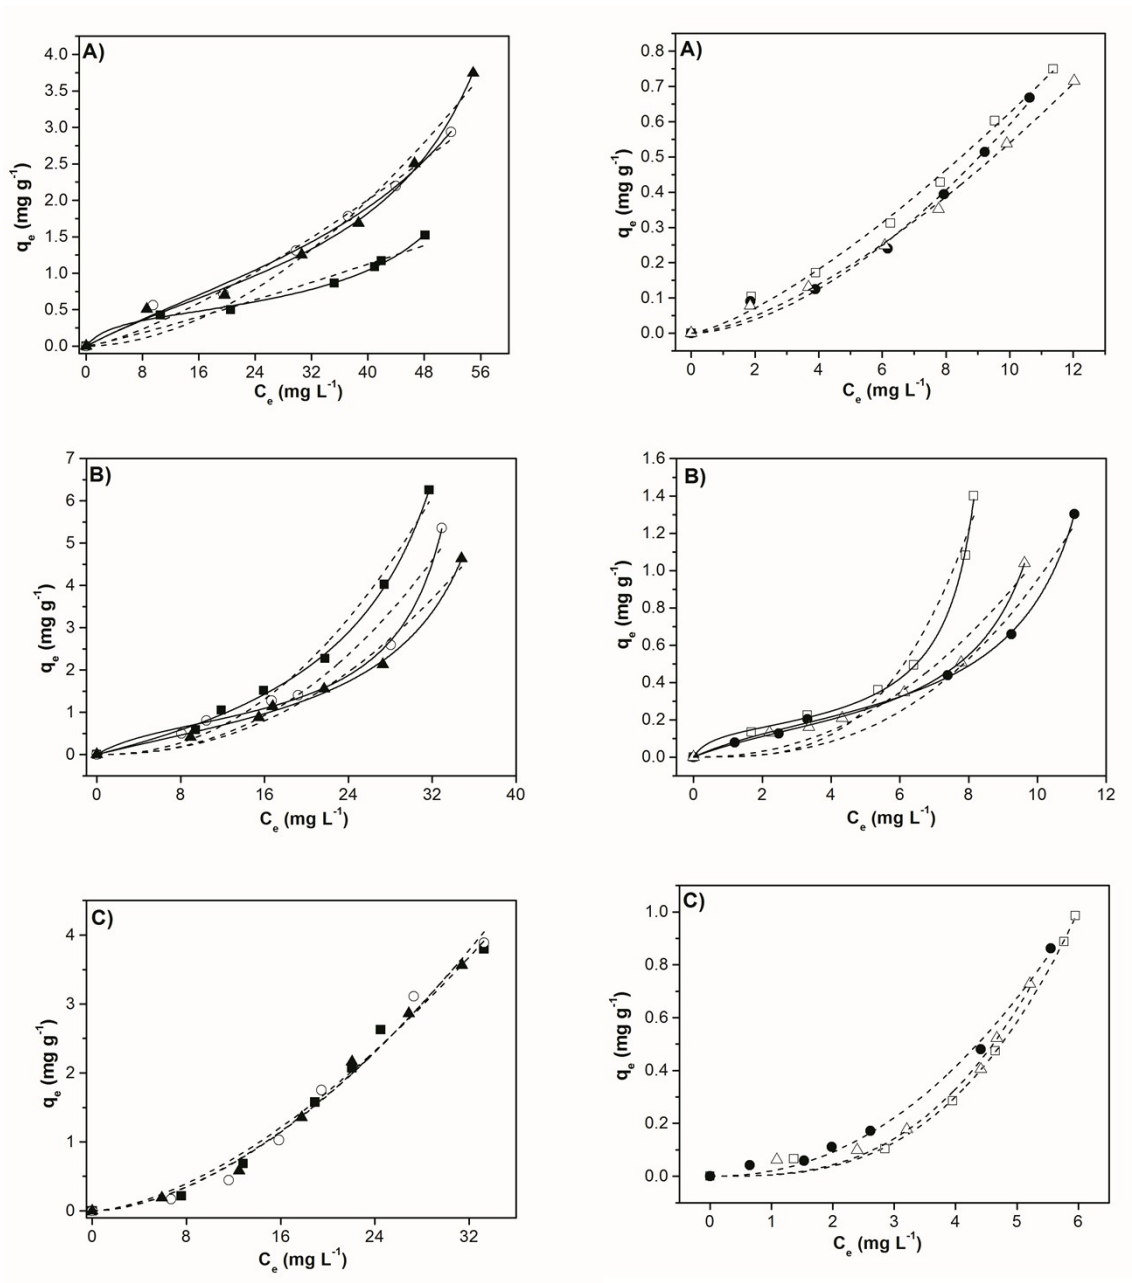 A)
4.0
3.5
3.0
2.5
2.0
1.5
1.0
0.5
0.0
qe (mg g-1)
0 8 16 24 32 40 48 56
Ce (mg L-1)
A)
0.8
0.7
0.6
0.5
0.4
0.3
0.2
0.1
0.0
qe (mg g-1)
0 2 4 6 8 10 12
Ce (mg L-1)
B)
7
6
5
4
3
2
1
0
qe (mg g-1)
0 8 16 24 32 40
Ce (mg L-1)
B)
1.6
1.4
1.2
1.0
0.8
0.6
0.4
0.2
0.0
qe (mg g-1)
0 2 4 6 8 10 12
Ce (mg L-1)
C)
4
3
2
1
0
qe (mg g-1)
0 8 16 24 32
Ce (mg L-1)
C)
1.0
0.8
0.6
0.4
0.2
0.0
qe (mg g-1)
0 1 2 3 4 5 6
Ce (mg L-1)